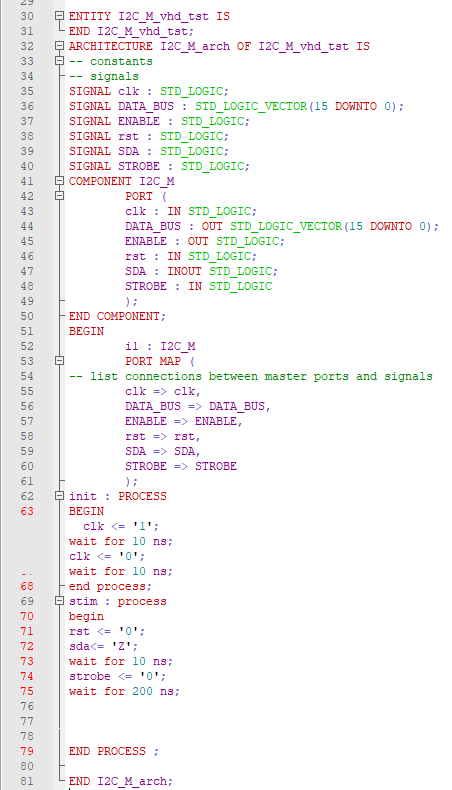 29
30 ENTITY I2C_M_vhd_tst IS
31 END I2C_M_vhd_tst;
32 ARCHITECTURE I2C_M_arch OF I2C_M_vhd_tst IS
33 -- constants
34 -- signals
35 SIGNAL clk : STD_LOGIC;
36 SIGNAL DATA_BUS : STD_LOGIC_VECTOR(15 DOWNTO 0);
37 SIGNAL ENABLE : STD_LOGIC;
38 SIGNAL rst : STD_LOGIC;
39 SIGNAL SDA : STD_LOGIC;
40 SIGNAL STROBE : STD_LOGIC;
41 COMPONENT I2C_M
42 PORT (
43 clk : IN STD_LOGIC;
44 DATA_BUS : OUT STD_LOGIC_VECTOR(15 DOWNTO 0);
45 ENABLE : OUT STD_LOGIC;
46 rst : IN STD_LOGIC;
47 SDA : INOUT STD_LOGIC;
48 STROBE : IN STD_LOGIC
49 );
50 END COMPONENT;
51 BEGIN
52 i1 : I2C_M
53 PORT MAP (
54 -- list connections between master ports and signals
55 clk => clk,
56 DATA_BUS => DATA_BUS,
57 ENABLE => ENABLE,
58 rst => rst,
59 SDA => SDA,
60 STROBE => STROBE
61 );
62 init : PROCESS
63 BEGIN
clk <= '1';
wait for 10 ns;
clk <= '0';
wait for 10 ns;
68 end process;
69 stim : process
70 begin
71 rst <= '0';
72 sda<= 'Z';
73 wait for 10 ns;
74 strobe <= '0';
75 wait for 200 ns;
76
77
78
79 END PROCESS ;
80
81 END I2C_M_arch;